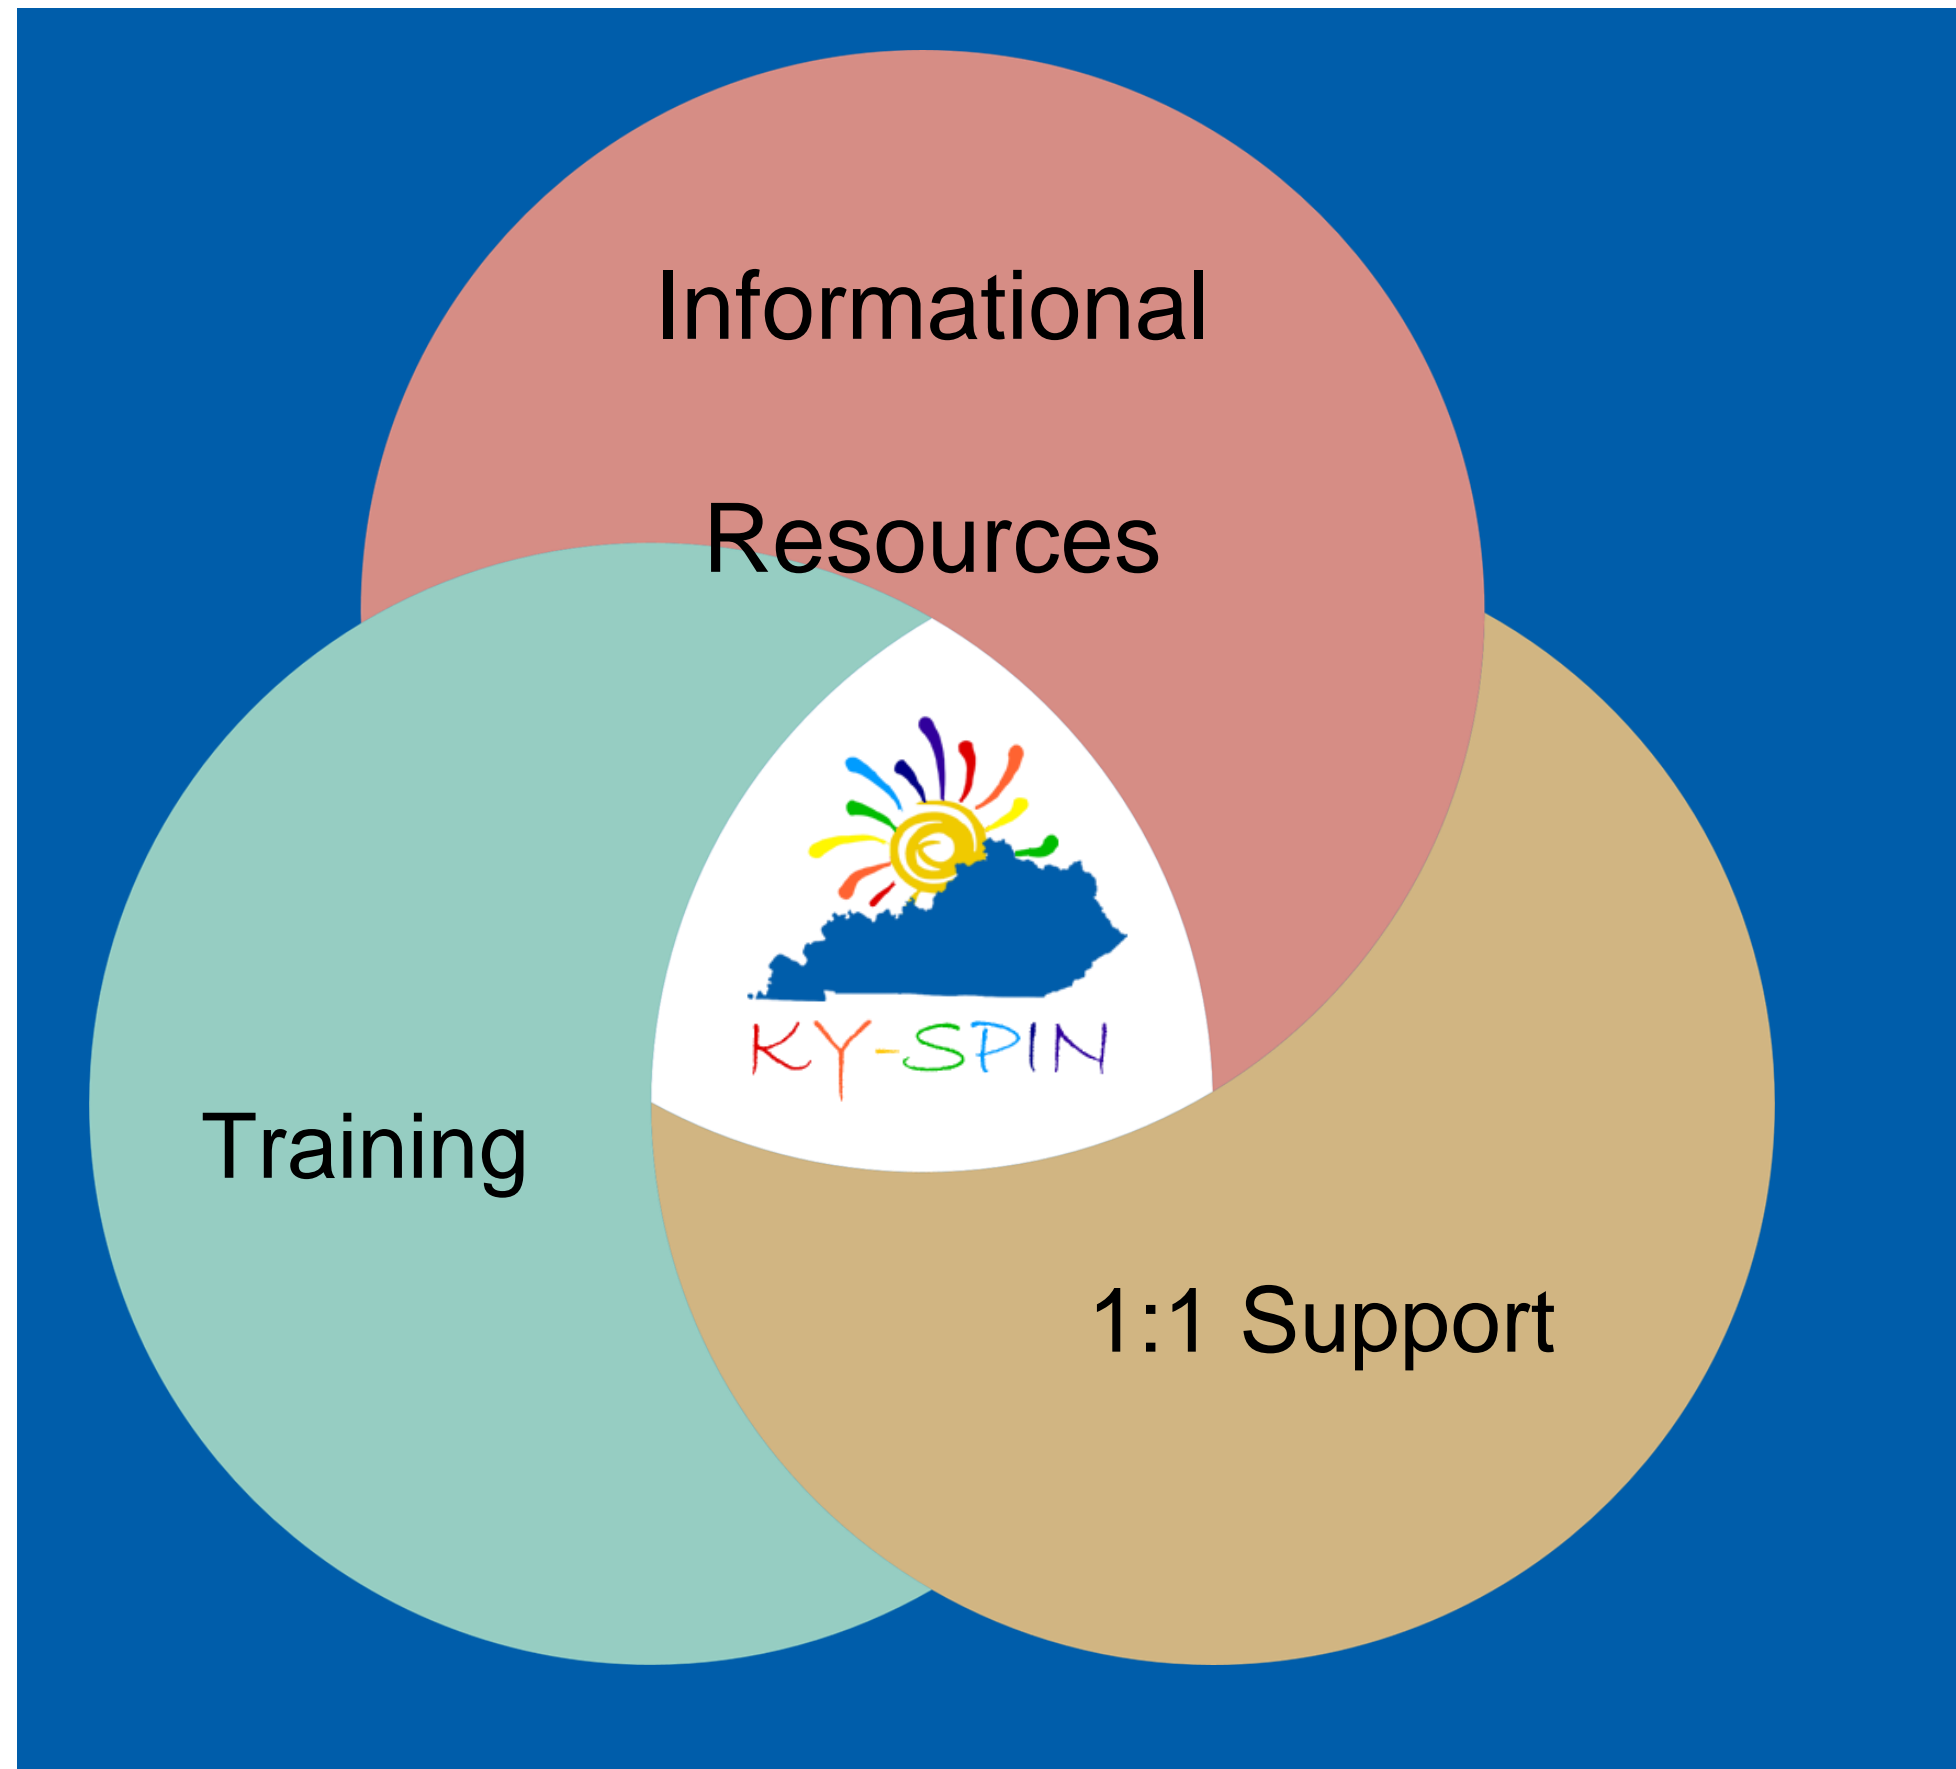 Informational
Resources
KY-SPIN
Training
1:1 Support